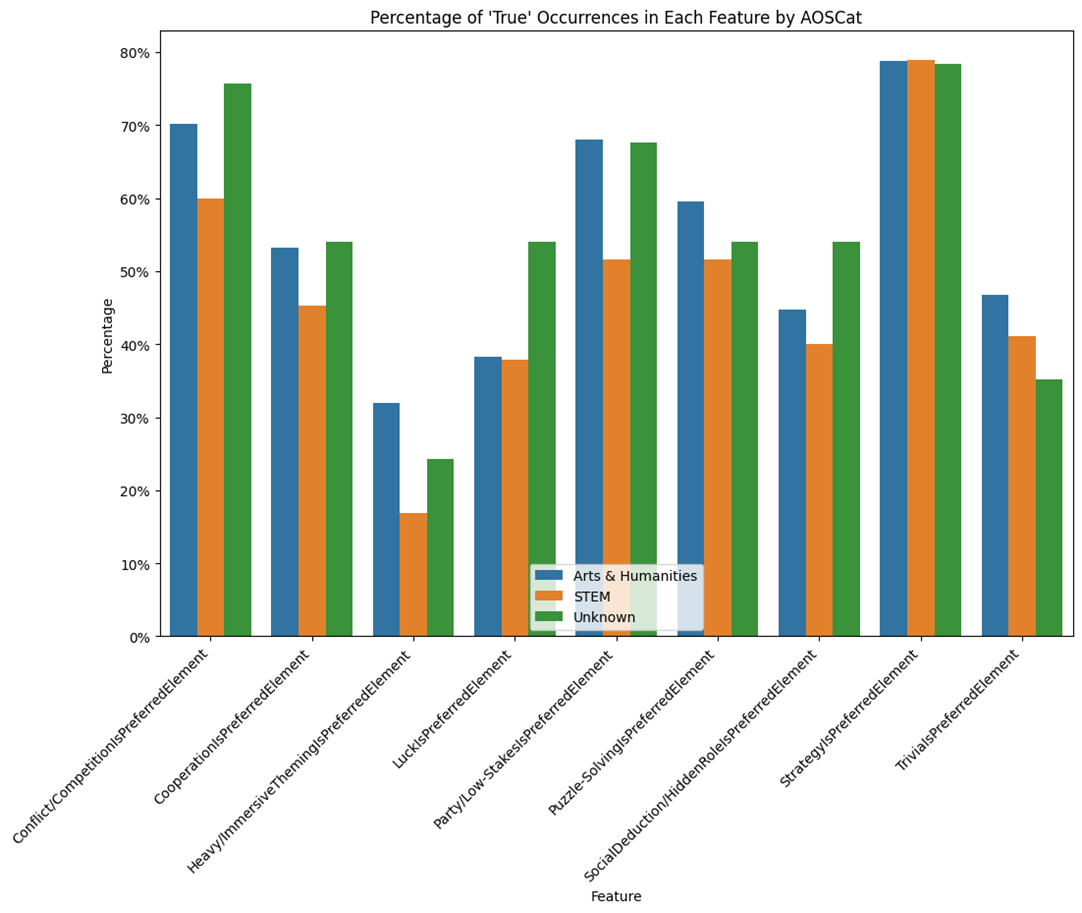 Percentage of 'True' Occurrences in Each Feature by AOSCat
Percentage
80%
70%
60%
50%
40%
30%
20%
10%
0%
Arts & Humanities
STEM
Unknown
Conflict/CompetitionIsPreferredElement
CooperationIsPreferredElement
Heavy/ImmersiveThemingIsPreferredElement
LuckIsPreferredElement
Party/Low-StakesIsPreferredElement
Puzzle-SolvingIsPreferredElement
SocialDeduction/HiddenRoleIsPreferredElement
StrategyIsPreferredElement
TriviaIsPreferredElement
Feature